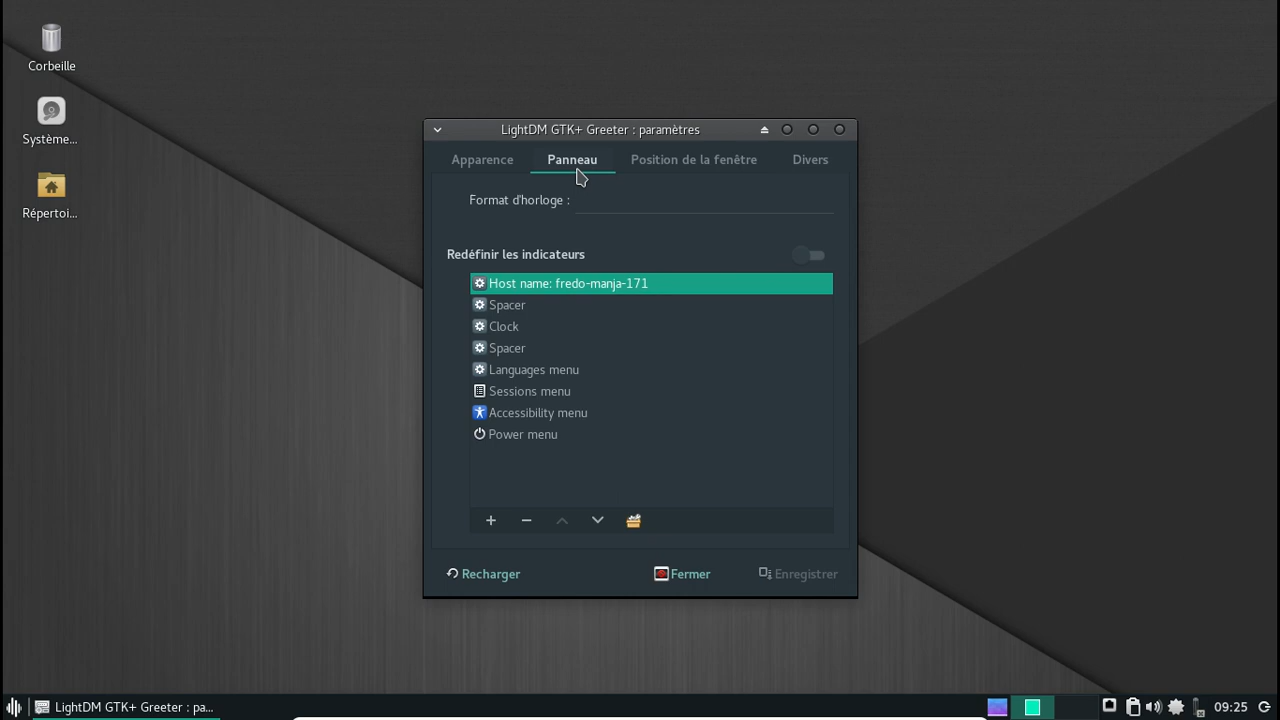 Corbeille
Système...
Répertoi...
LightDM GTK+ Greeter : paramètres
Apparence Panneau Position de la fenêtre Divers
Format d'horloge :
Redéfinir les indicateurs
Host name: fredo-manja-171
Spacer
Clock
Spacer
Languages menu
Sessions menu
Accessibility menu
Power menu
Recharger Fermer Enregistrer
LightDM GTK+ Greeter : pa... 09:25